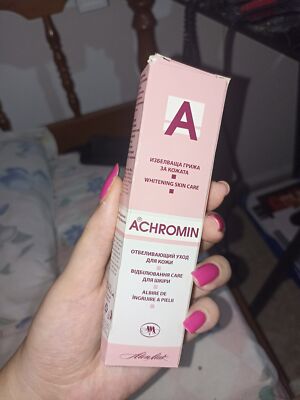 A
ИЗБЕЛВАЩА ГРИЖА
ЗА КОЖАТА
WHITENING SKIN CARE
ACHROMIN
ОТБЕЛИВАЮЩИЙ УХОД
ДЛЯ КОЖИ
ВІДБІЛЮВАННЯ CARE
ДЛЯ ШКІРИ
ALBIRE DE
ÎNGRIJIRE A PIELII